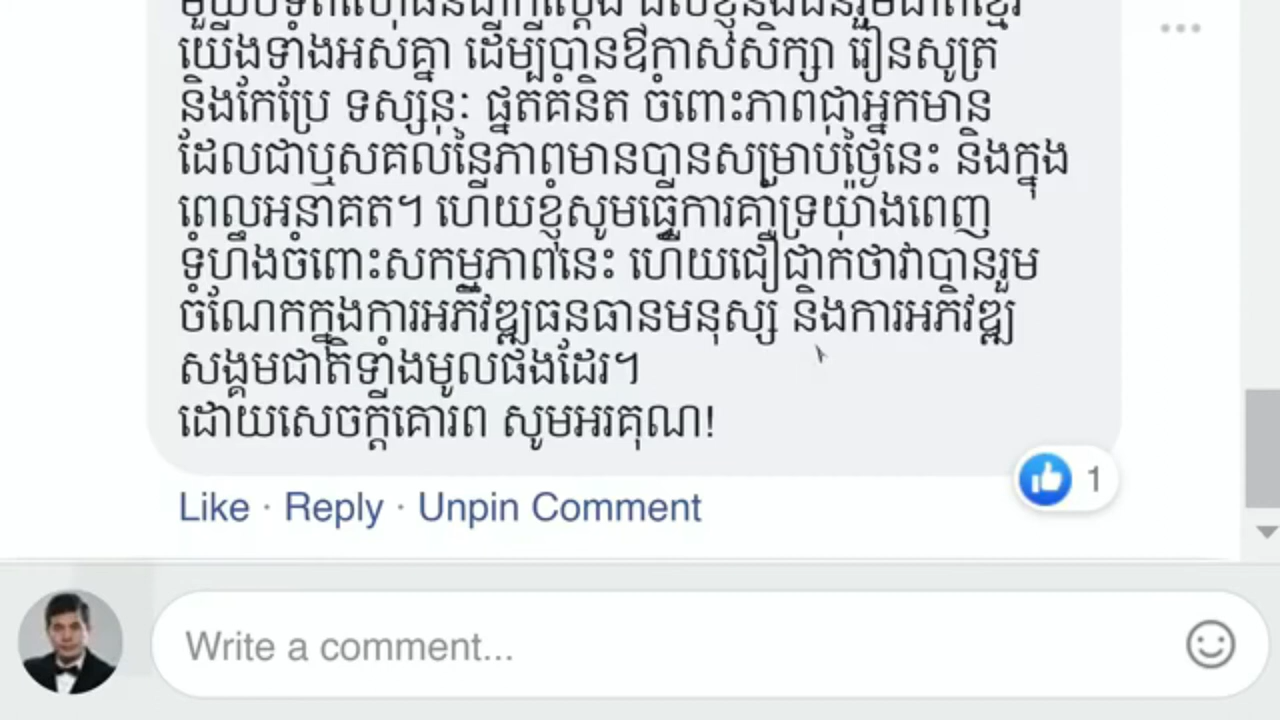 យើងទាំងអស់គ្នា ដើម្បីបានឱកាសសិក្សា រៀនសូត្រ
និងកែប្រែ ទស្សនៈ ផ្នត់គំនិត ចំពោះភាពជាអ្នកមាន
ដែលជាឬសគល់នៃភាពមានបានសម្រាប់ថ្ងៃនេះ និងក្នុង
ពេលអនាគត។ ហើយខ្ញុំសូមធ្វើការគាំទ្រយ៉ាងពេញ
ទំហឹងចំពោះសកម្មភាពនេះ ហើយជឿជាក់ថាវាបានរួម
ចំណែកក្នុងការអភិវឌ្ឍធនធានមនុស្ស និងការអភិវឌ្ឍ
សង្គមជាតិទាំងមូលផងដែរ។
ដោយសេចក្តីគោរព សូមអរគុណ!
1
Like · Reply · Unpin Comment
Write a comment...